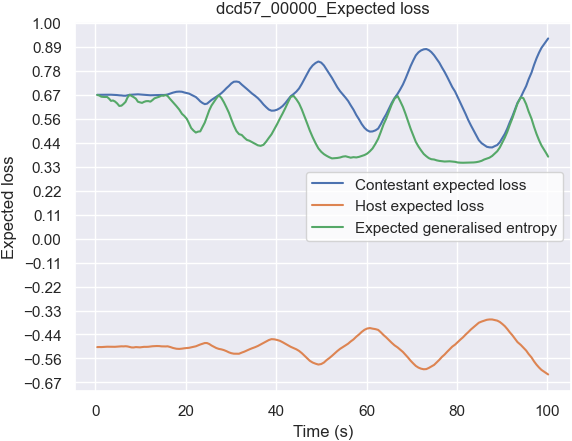 dcd57_00000_Expected loss
1.00
0.89
0.78
0.67
0.56
0.44
0.33
0.22
0.11
0.00
−0.11
−0.22
−0.33
−0.44
−0.56
−0.67
Expected loss
Contestant expected loss
Host expected loss
Expected generalised entropy
0 20 40 60 80 100
Time (s)